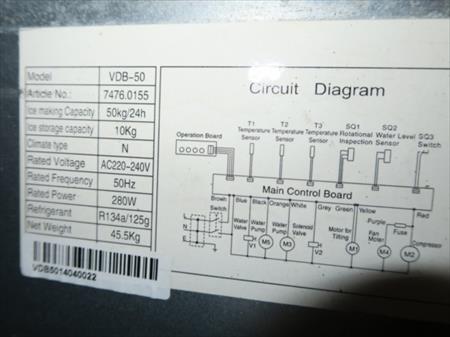 Model VDB-50
Article No.: 7476.0155
Ice making Capacity 50kg/24h
Ice storage capacity 10Kg
Climate type N
Rated Voltage AC220-240V
Rated Frequency 50Hz
Rated Power 280W
Refrigerant R134a/125g
Net Weight 45.5Kg
VDB5014040022
Circuit Diagram
Operation Board
T1 Temperature Sensor
T2 Temperature Sensor
T3 Temperature Sensor
SQ1 Rotational Inspection
SQ2 Water Level Sensor
SQ3 Switch
Main Control Board
Brown Blue Black Orange White Grey Green Yellow Red
Purple
Switch
Fuse
L
N
E
Water Valve
Water Pump
Water Pump
Solenoid Valve
Motor for Tilting
Fan Motor
Compressor
M5 M3 V2 M1 M4 M2